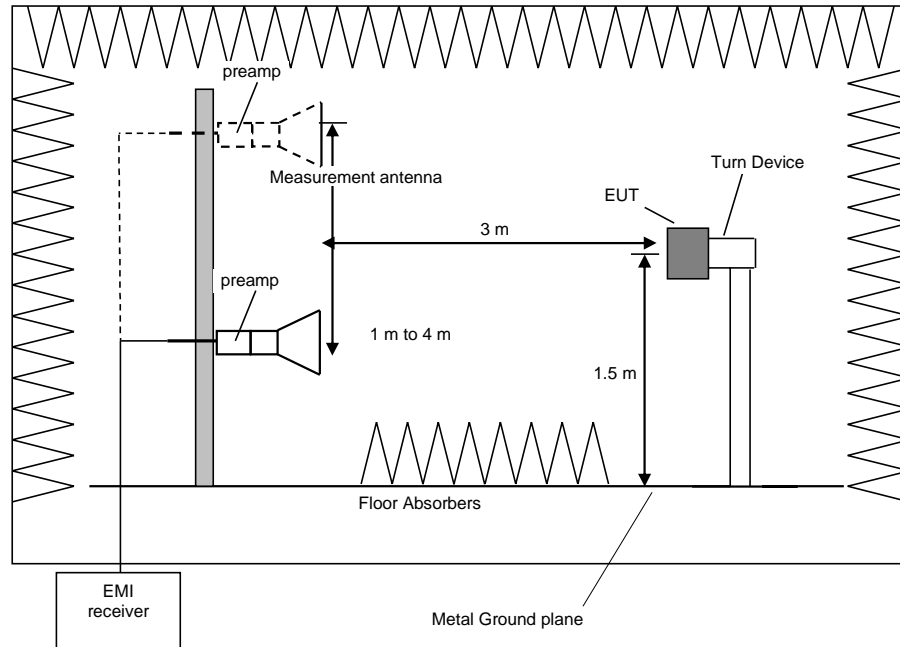 preamp
Measurement antenna
Turn Device
EUT
3 m
preamp
1 m to 4 m
1.5 m
Floor Absorbers
EMI
receiver
Metal Ground plane